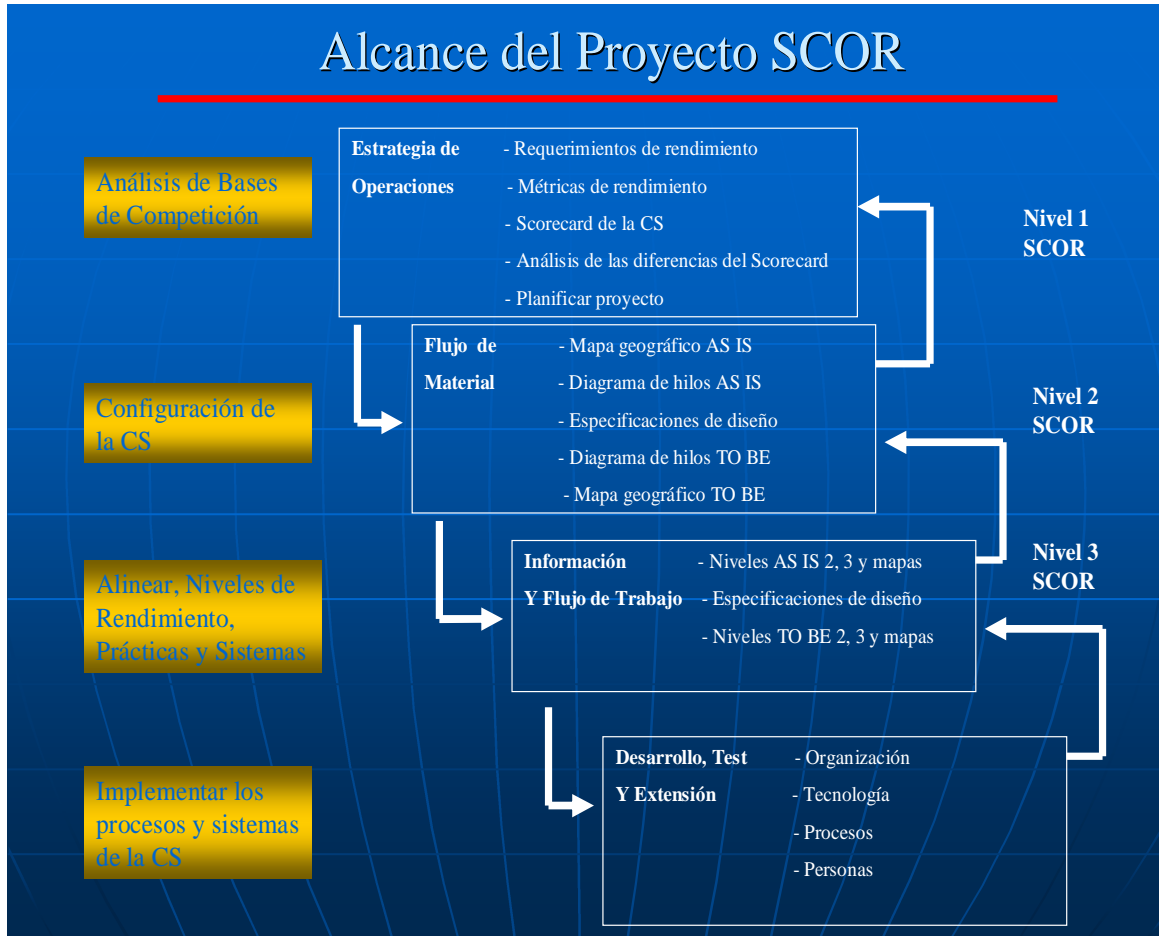 Alcance del Proyecto SCOR
Análisis de Bases
de Competición
Estrategia de - Requerimientos de rendimiento
Operaciones - Métricas de rendimiento
- Scorecard de la CS
- Análisis de las diferencias del Scorecard
- Planificar proyecto
Nivel 1
SCOR
Configuración de
la CS
Flujo de - Mapa geográfico AS IS
Material - Diagrama de hilos AS IS
- Especificaciones de diseño
- Diagrama de hilos TO BE
- Mapa geográfico TO BE
Nivel 2
SCOR
Alinear, Niveles de
Rendimiento,
Prácticas y Sistemas
Información - Niveles AS IS 2, 3 y mapas
Y Flujo de Trabajo - Especificaciones de diseño
- Niveles TO BE 2, 3 y mapas
Nivel 3
SCOR
Implementar los
procesos y sistemas
de la CS
Desarrollo, Test - Organización
Y Extensión - Tecnología
- Procesos
- Personas